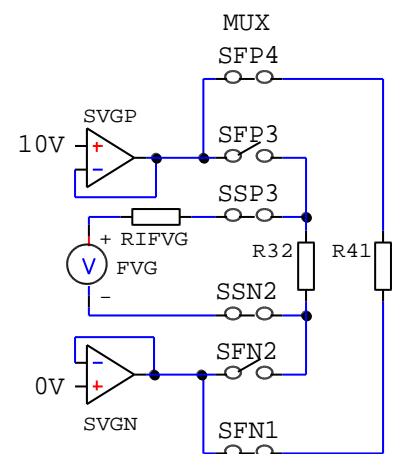 MUX
SFP4
SVGP
10V
+
−
SFP3
SSP3
+ RIFVG
V FVG
−
R32
R41
SSN2
−
0V +
SFN2
SVGN
SFN1